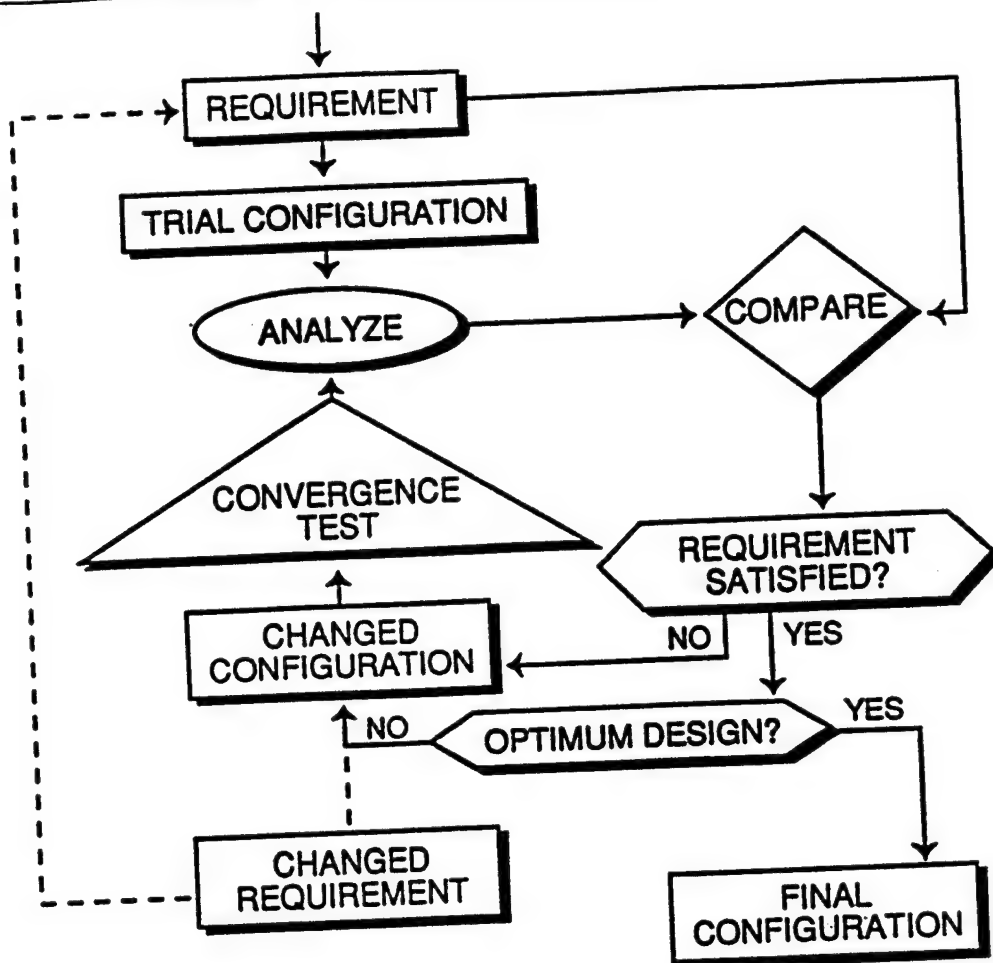 REQUIREMENT
TRIAL CONFIGURATION
ANALYZE
COMPARE
CONVERGENCE
TEST
REQUIREMENT
SATISFIED?
CHANGED
CONFIGURATION
NO
YES
NO
OPTIMUM DESIGN?
YES
CHANGED
REQUIREMENT
FINAL
CONFIGURATION